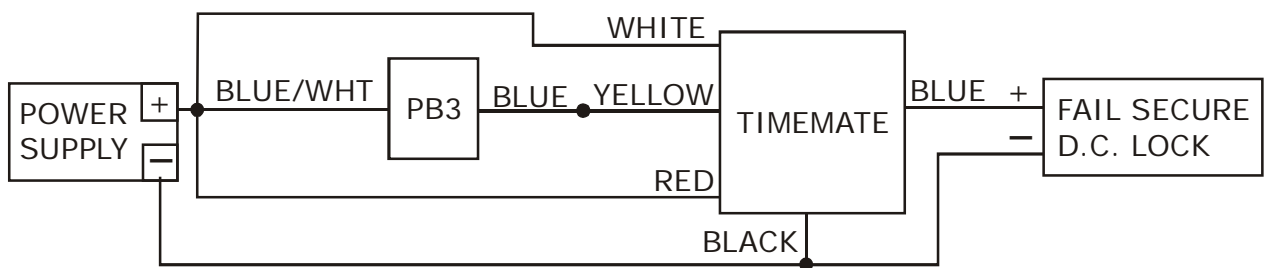 WHITE
POWER
SUPPLY
+
−
BLUE/WHT
PB3
BLUE
YELLOW
RED
TIMEMATE
BLACK
BLUE
+
−
FAIL SECURE
D.C. LOCK